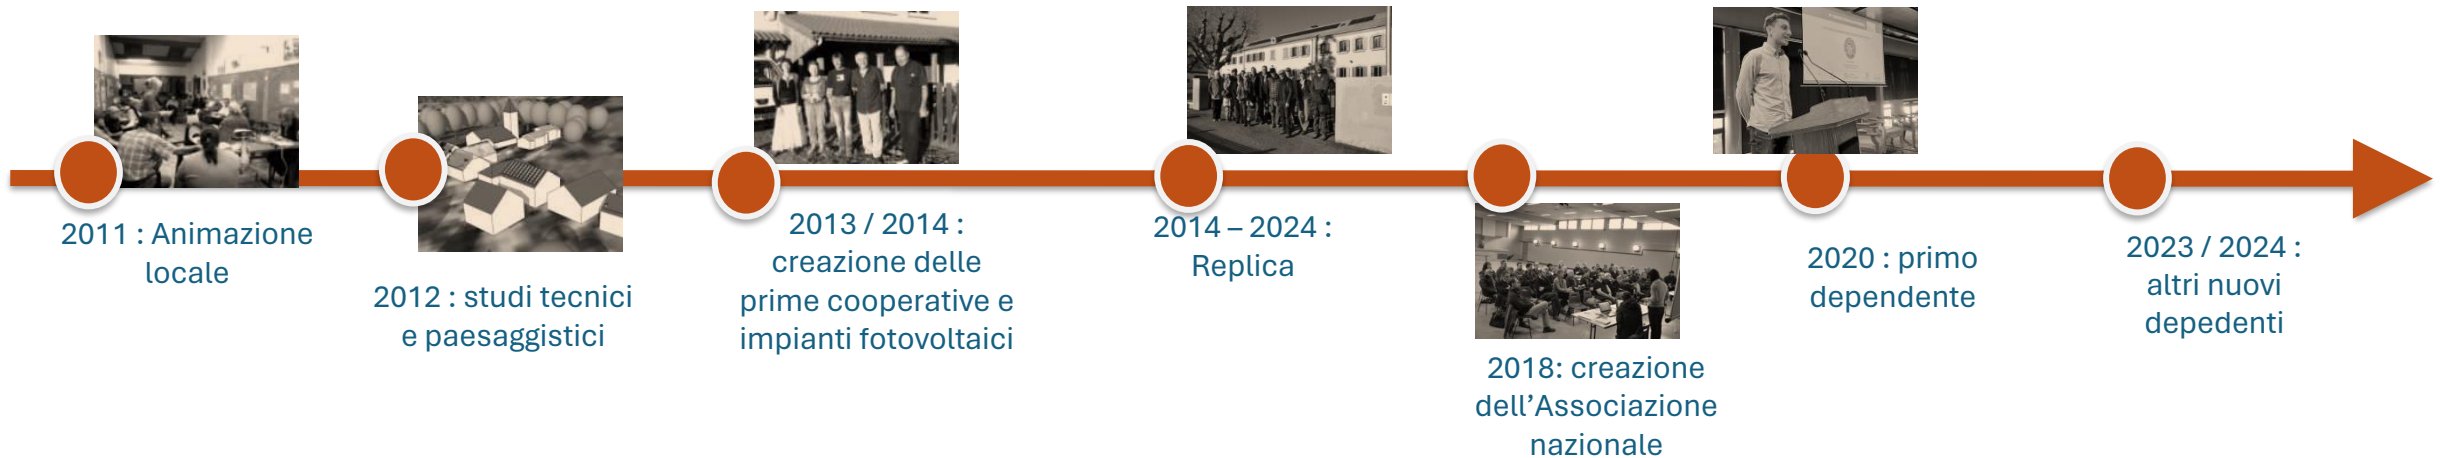 2011 : Animazione
locale
2012 : studi tecnici
e paesaggistici
2013 / 2014 :
creazione delle
prime cooperative e
impianti fotovoltaici
2014 – 2024 :
Replica
2018: creazione
dell’Associazione
nazionale
2020 : primo
dependente
2023 / 2024 :
altri nuovi
depedenti